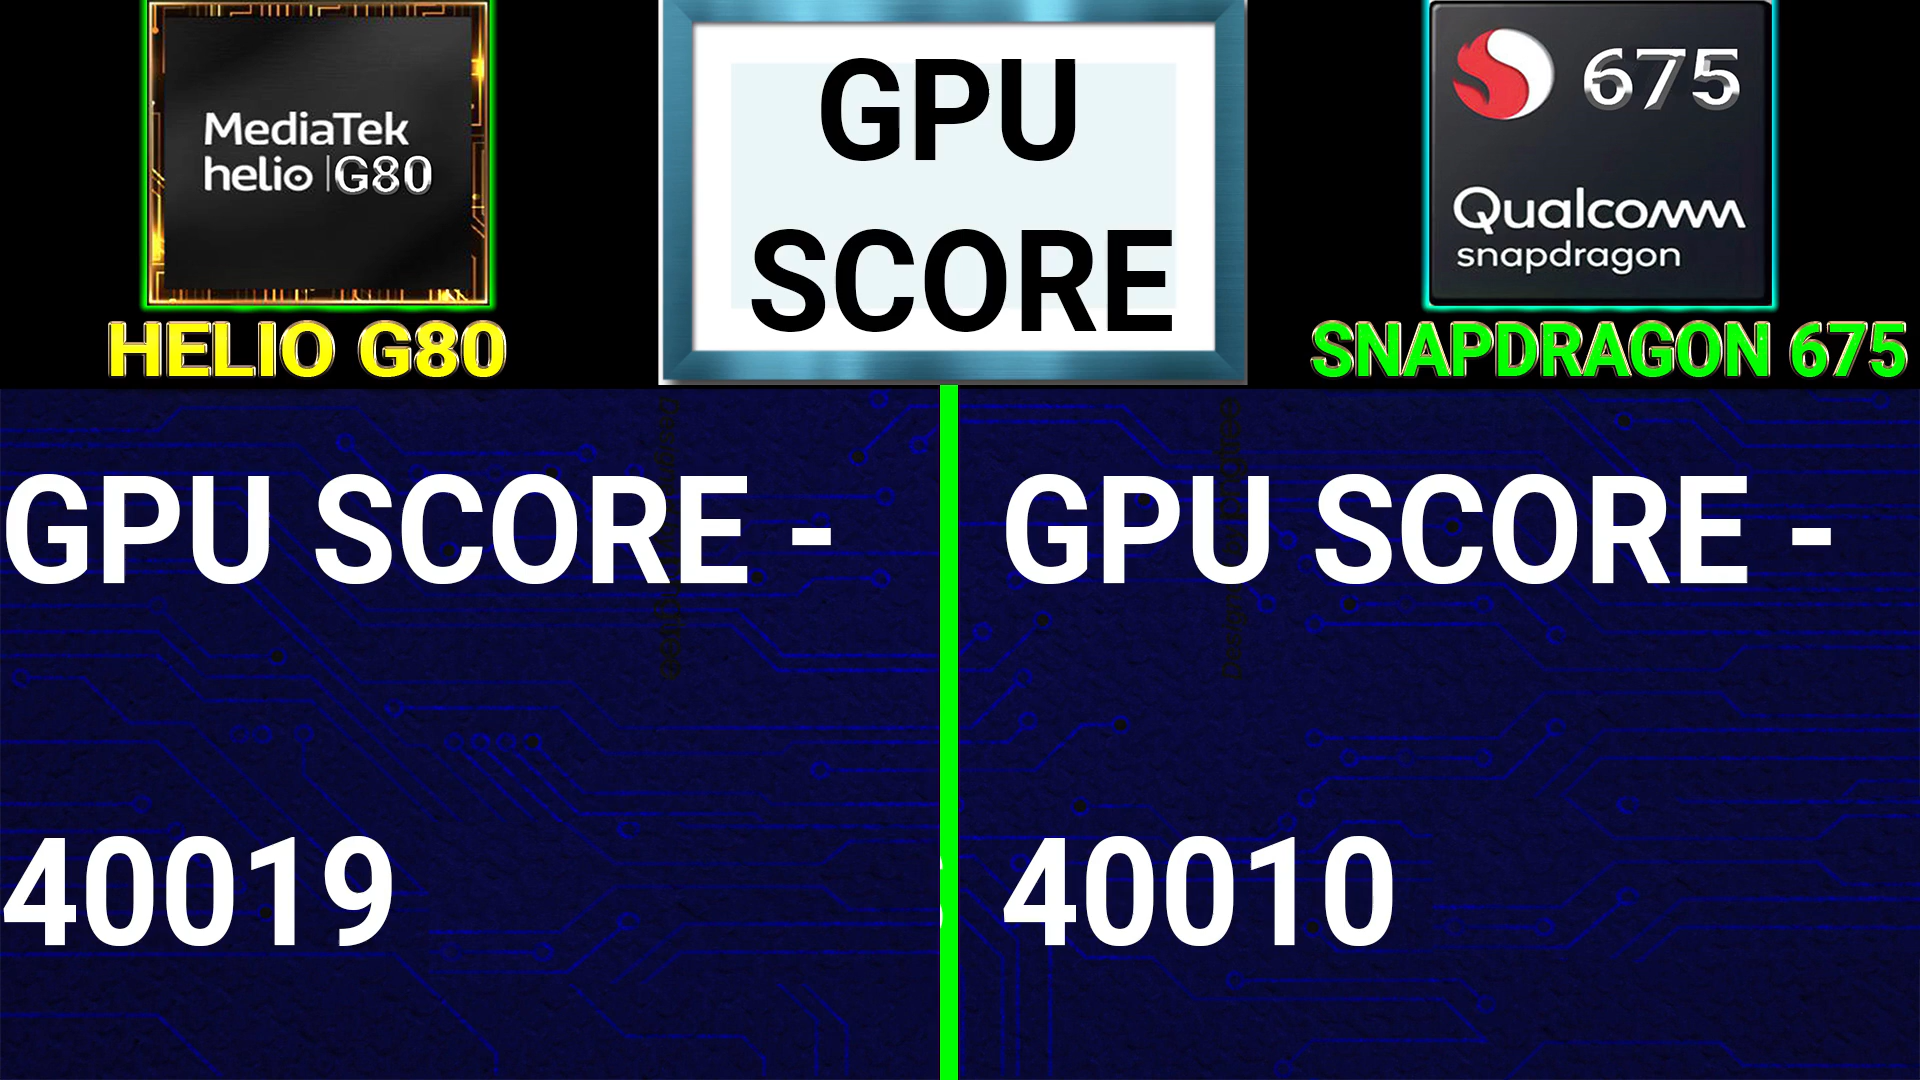 MediaTek
helio G80
HELIO G80
GPU
SCORE
675
Qualcomm
snapdragon
SNAPDRAGON 675
GPU SCORE -
40019
GPU SCORE -
40010